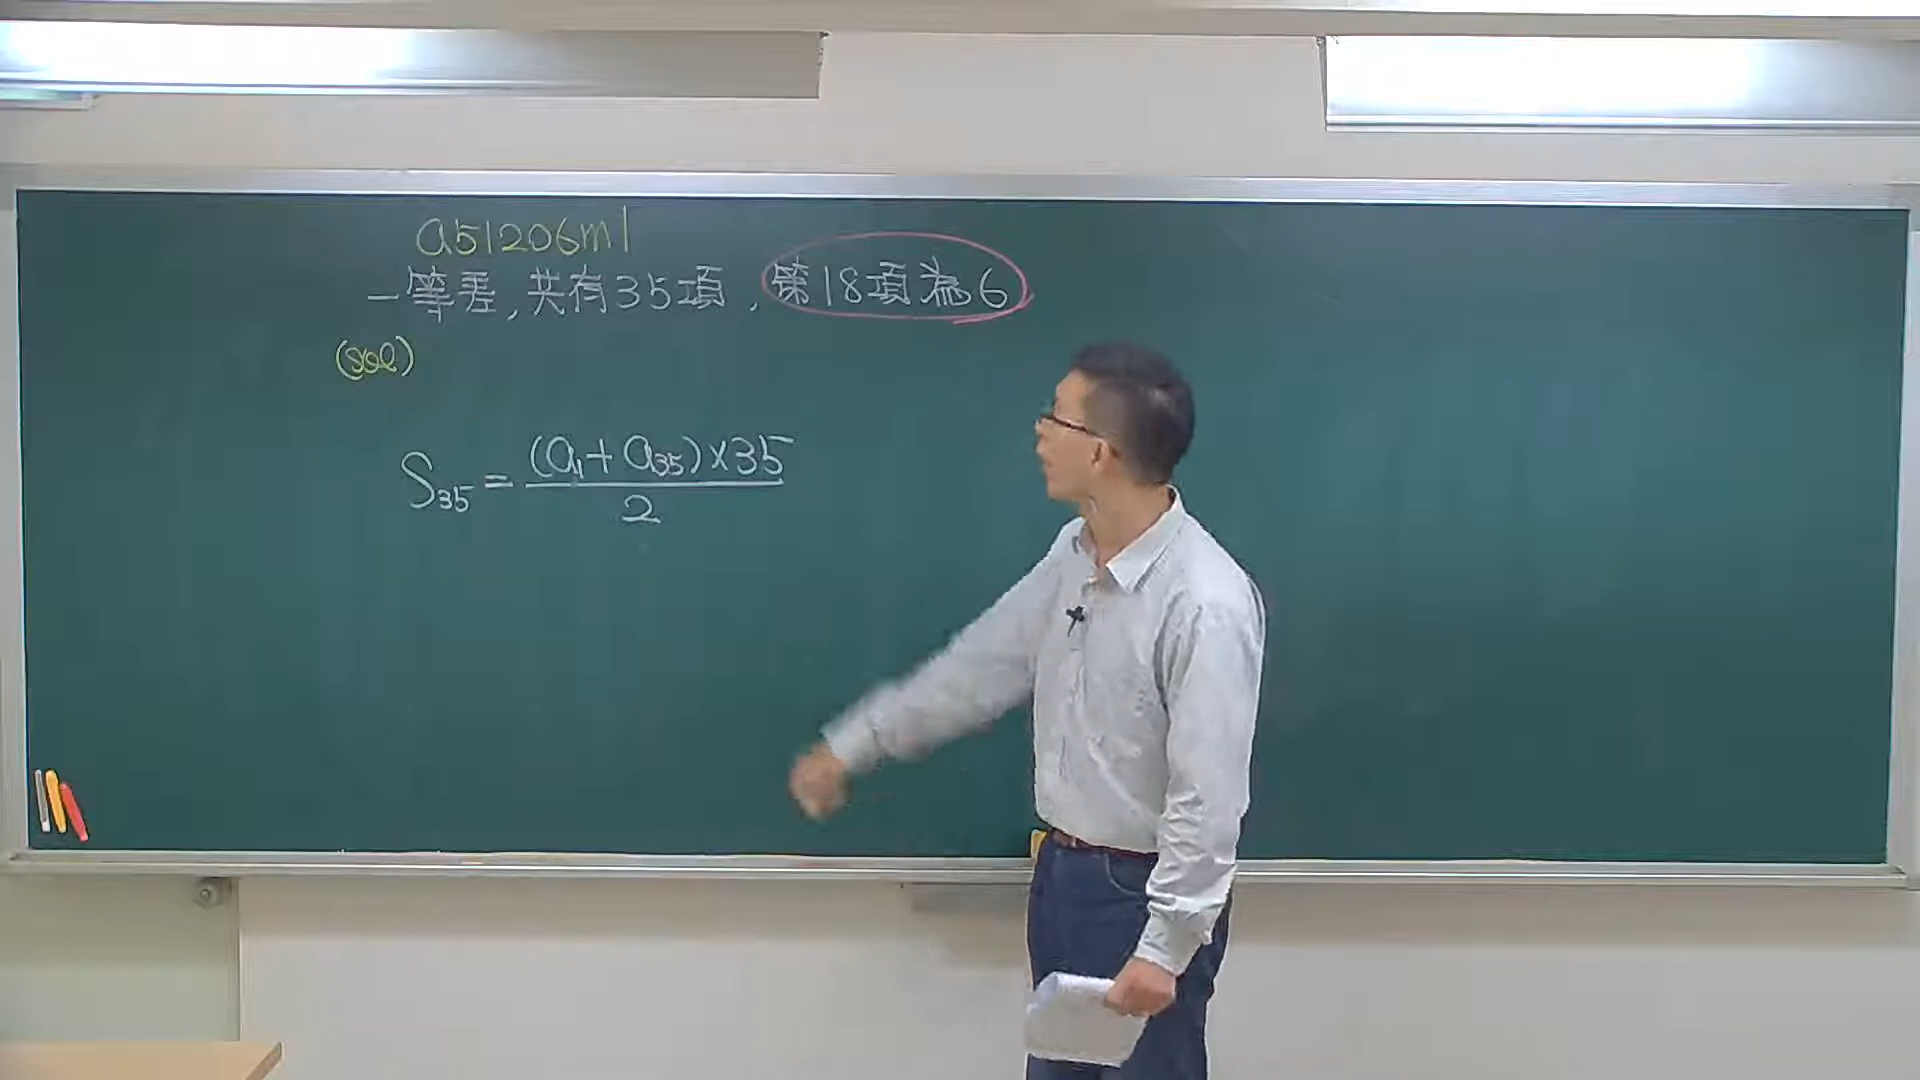 a51206m1
一等差,共有35項,第18項為6
(sol)
S₃₅ = (a₁+a₃₅)×35 / 2